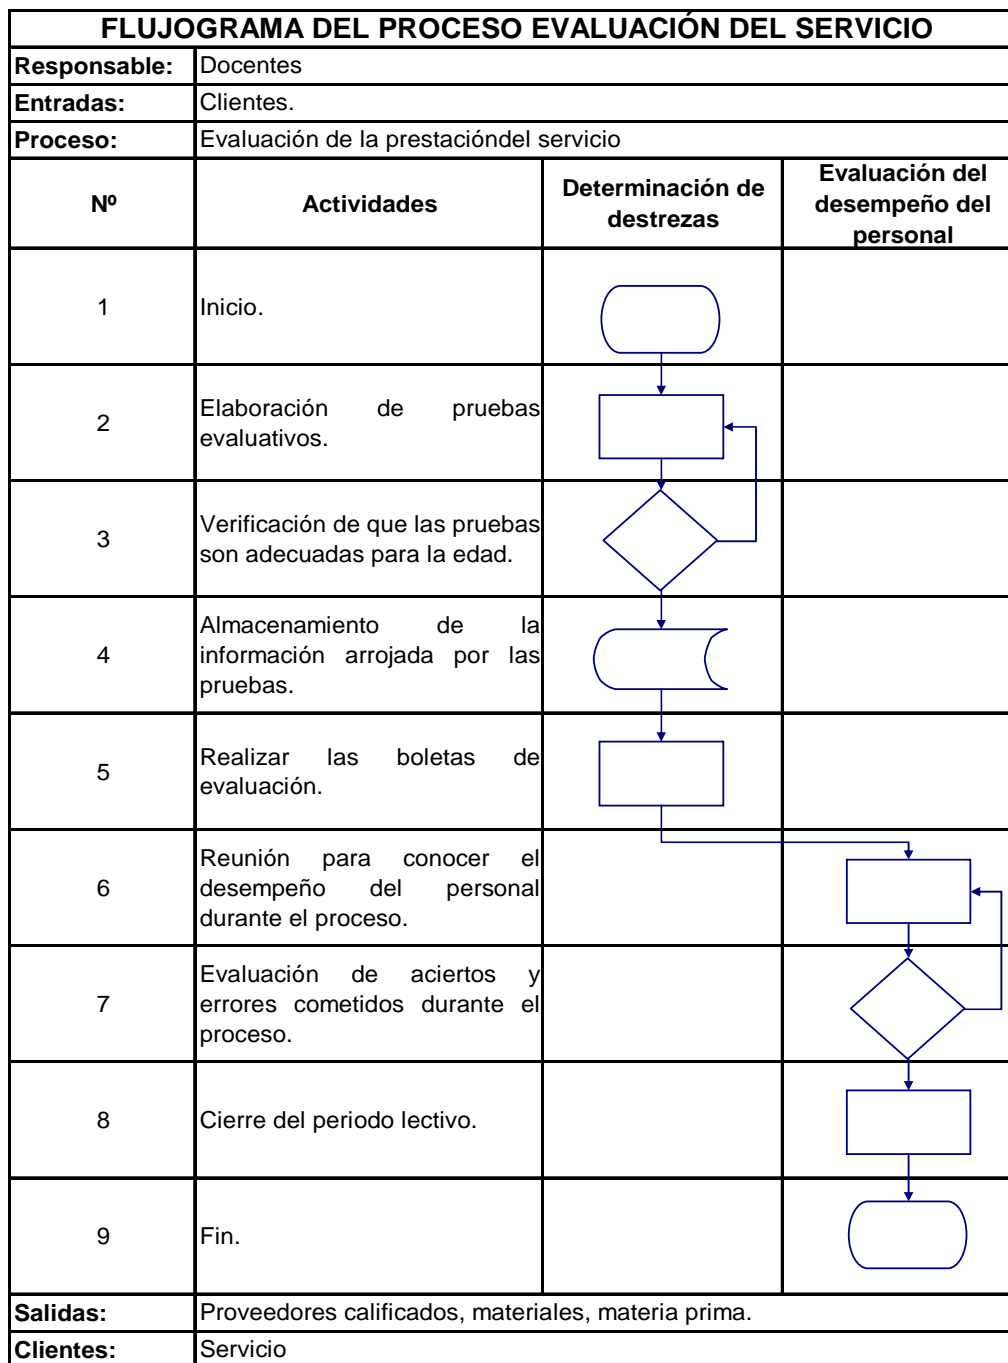 FLUJOGRAMA DEL PROCESO EVALUACIÓN DEL SERVICIO
Responsable: Docentes
Entradas: Clientes.
Proceso: Evaluación de la prestacióndel servicio
Nº Actividades Determinación de destrezas Evaluación del desempeño del personal
1 Inicio.
2 Elaboración de pruebas
evaluativos.
3 Verificación de que las pruebas
son adecuadas para la edad.
4 Almacenamiento de la
información arrojada por las
pruebas.
5 Realizar las boletas de
evaluación.
6 Reunión para conocer el
desempeño del personal
durante el proceso.
7 Evaluación de aciertos y
errores cometidos durante el
proceso.
8 Cierre del periodo lectivo.
9 Fin.
Salidas: Proveedores calificados, materiales, materia prima.
Clientes: Servicio